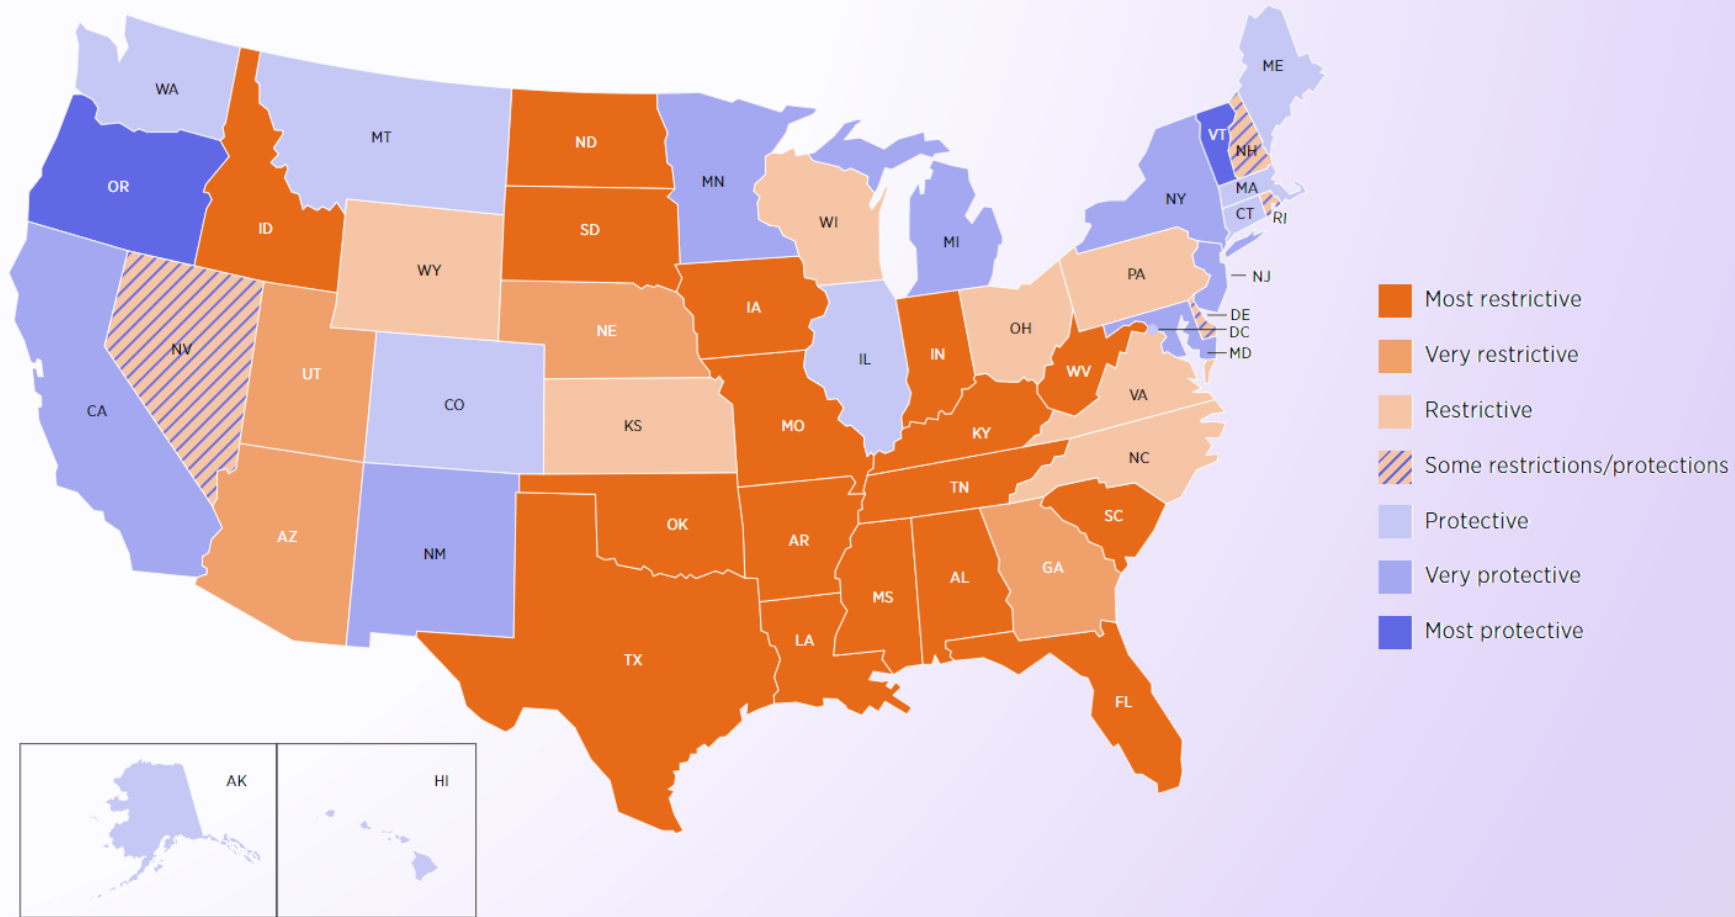 ME
WA
VT
MT
ND
NH
MN
OR
MA
NY
CT
RI
WI
ID
SD
MI
WY
PA
NJ
Most restrictive
IA
DE
OH
NE
DC
NV
IN
MD
Very restrictive
IL
UT
WV
VA
CO
CA
Restrictive
KS
MO
KY
NC
Some restrictions/protections
TN
SC
OK
Protective
AZ
AR
NM
GA
AL
Very protective
MS
LA
Most protective
TX
FL
AK
HI